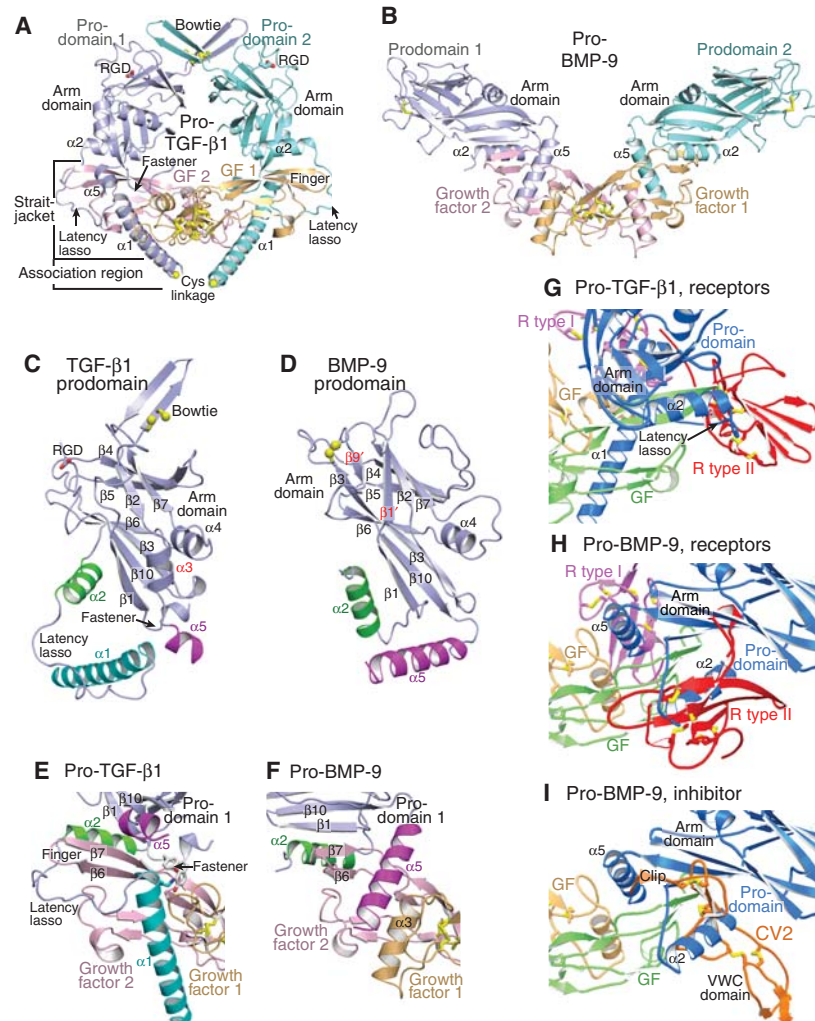 A
Pro-
domain 1
Bowtie
Pro-
domain 2
RGD
RGD
Arm
domain
Arm
domain
Pro-
TGF-β1
α2
α2
Fastener
GF 2
GF 1
α5
Finger
Strait-
jacket
Latency
lasso
α1
α1
Latency
lasso
Association region
Cys
linkage
B
Prodomain 1
Pro-
BMP-9
Prodomain 2
Arm
domain
Arm
domain
α2
α5
α5
α2
Growth
factor 2
Growth
factor 1
C
TGF-β1
prodomain
Bowtie
RGD
β4
β5
β2
β7
Arm
domain
β6
α4
β3
α3
β10
α2
β1
Fastener
α5
Latency
lasso
α1
D
BMP-9
prodomain
β9′
Arm
domain
β3
β4
β5
β2
β7
β1′
β6
α4
β3
β10
α2
β1
α5
E
Pro-TGF-β1
β10
β1
Pro-
domain 1
α2
α5
Finger
β7
Fastener
β6
Latency
lasso
Growth
factor 2
α1
Growth
factor 1
F
Pro-BMP-9
Pro-
domain 1
β10
β1
α2
β7
α5
β6
α3
Growth
factor 2
Growth
factor 1
G
Pro-TGF-β1, receptors
R type I
Pro-
domain
Arm
domain
GF
α2
Latency
lasso
α1
R type II
GF
H
Pro-BMP-9, receptors
R type I
Arm
domain
α5
GF
α2
Pro-
domain
R type II
GF
I
Pro-BMP-9, inhibitor
Arm
domain
α5
Clip
GF
Pro-
domain
CV2
α2
GF
VWC
domain